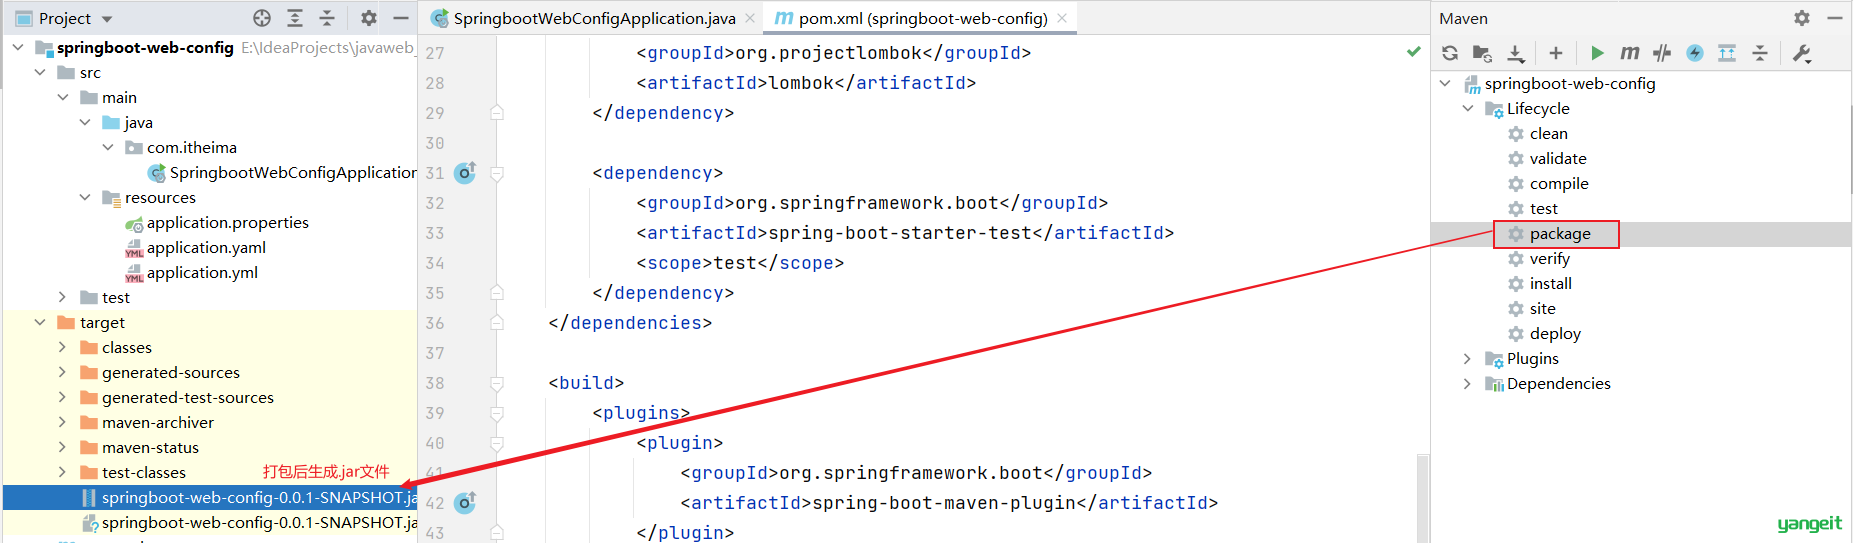 Project
springboot-web-config E:\IdeaProjects\javaweb_
src
main
java
com.itheima
SpringbootWebConfigApplication
resources
application.properties
application.yaml
application.yml
test
target
classes
generated-sources
generated-test-sources
maven-archiver
maven-status
test-classes 打包后生成.jar文件
springboot-web-config-0.0.1-SNAPSHOT.ja
springboot-web-config-0.0.1-SNAPSHOT.ja
SpringbootWebConfigApplication.java
pom.xml (springboot-web-config)
27 <groupId>org.projectlombok</groupId>
28 <artifactId>lombok</artifactId>
29 </dependency>
30
31 <dependency>
32 <groupId>org.springframework.boot</groupId>
33 <artifactId>spring-boot-starter-test</artifactId>
34 <scope>test</scope>
35 </dependency>
36 </dependencies>
37
38 <build>
39 <plugins>
40 <plugin>
41 <groupId>org.springframework.boot</groupId>
42 <artifactId>spring-boot-maven-plugin</artifactId>
43 </plugin>
Maven
springboot-web-config
Lifecycle
clean
validate
compile
test
package
verify
install
site
deploy
Plugins
Dependencies
yangeit